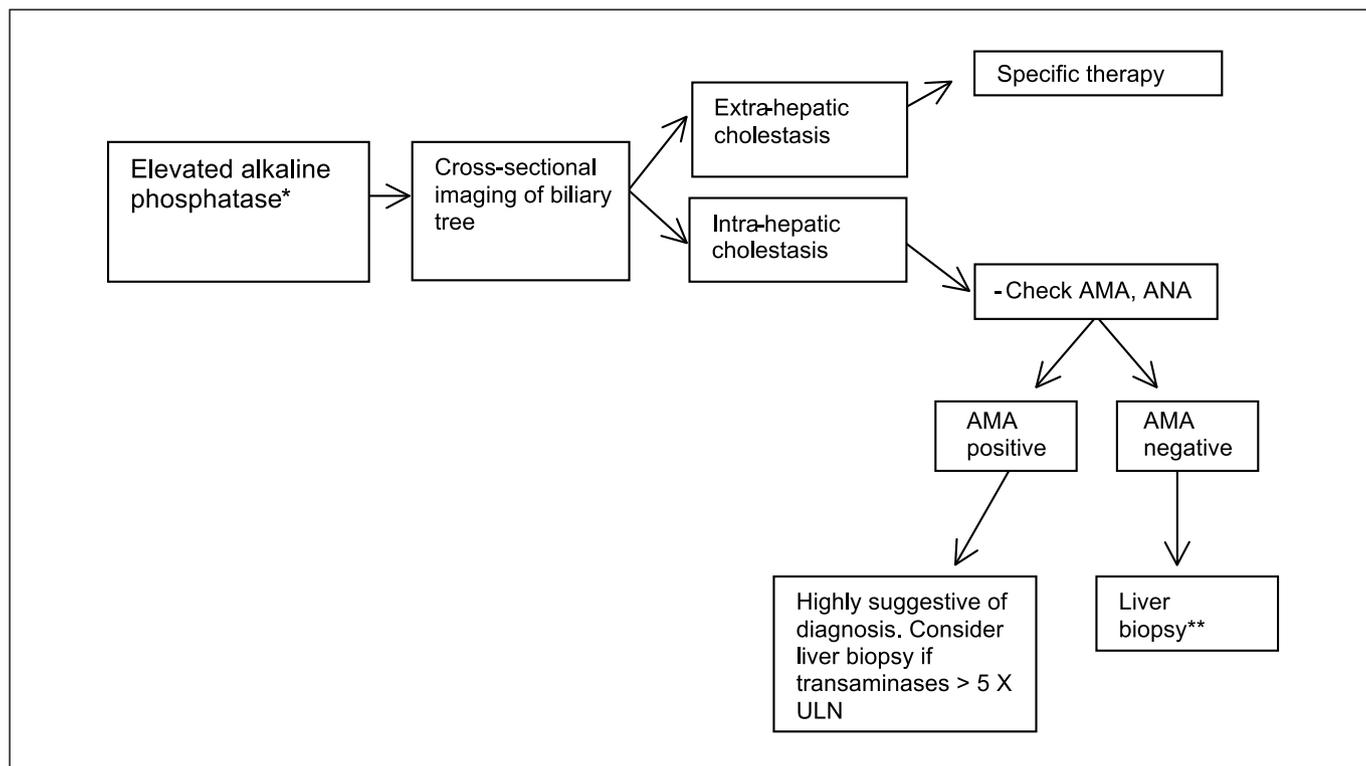 Elevated alkaline
phosphatase*
Cross-sectional
imaging of biliary
tree
Extra-hepatic
cholestasis
Specific therapy
Intra-hepatic
cholestasis
-Check AMA, ANA
AMA
positive
AMA
negative
Highly suggestive of
diagnosis. Consider
liver biopsy if
transaminases > 5 X
ULN
Liver
biopsy**